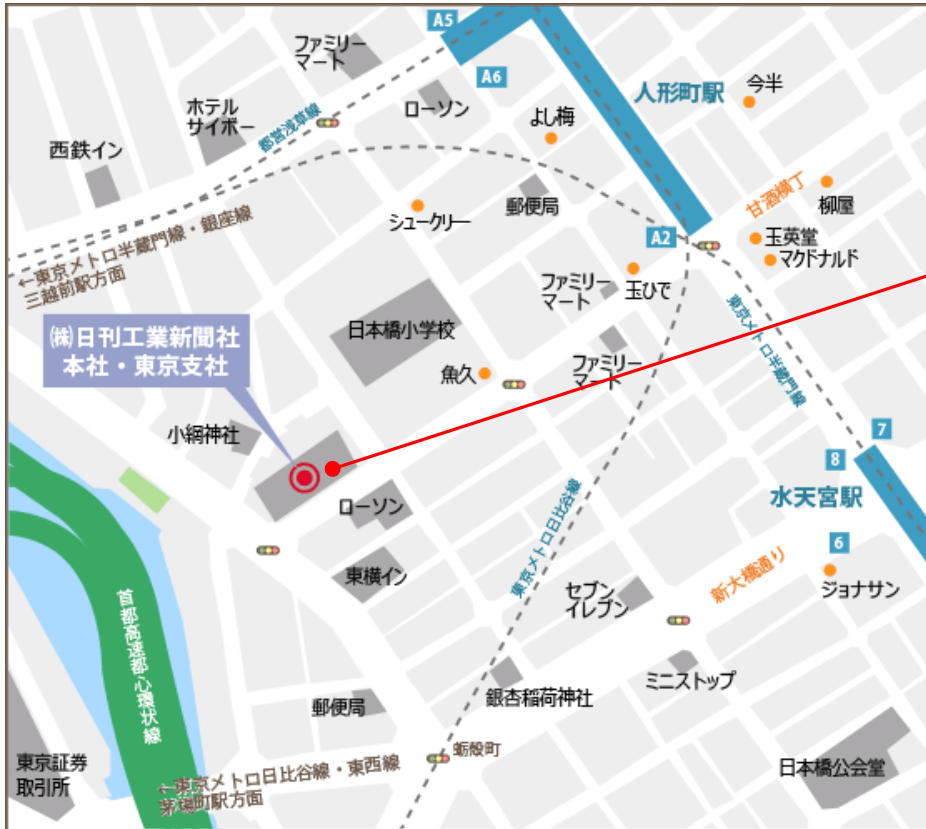 A5
ファミリー
マート
A6
人形町駅
今半
ホテル
サイボー
都営浅草線
ローソン
よし梅
西鉄イン
甘酒横丁
柳屋
シュークリー
郵便局
A2
玉英堂
マクドナルド
←東京メトロ半蔵門線・銀座線
三越前駅方面
ファミリー
マート
玉ひで
㈱日刊工業新聞社
本社・東京支社
日本橋小学校
東京メトロ半蔵門線
魚久
ファミリー
マート
小網神社
7
8
水天宮駅
ローソン
東京メトロ日比谷線
6
東横イン
新大橋通り
セブン
イレブン
ジョナサン
首都高速都心環状線
ミニストップ
郵便局
銀杏稲荷神社
蛎殻町
東京証券
取引所
←東京メトロ日比谷線・東西線
茅場町駅方面
日本橋公会堂